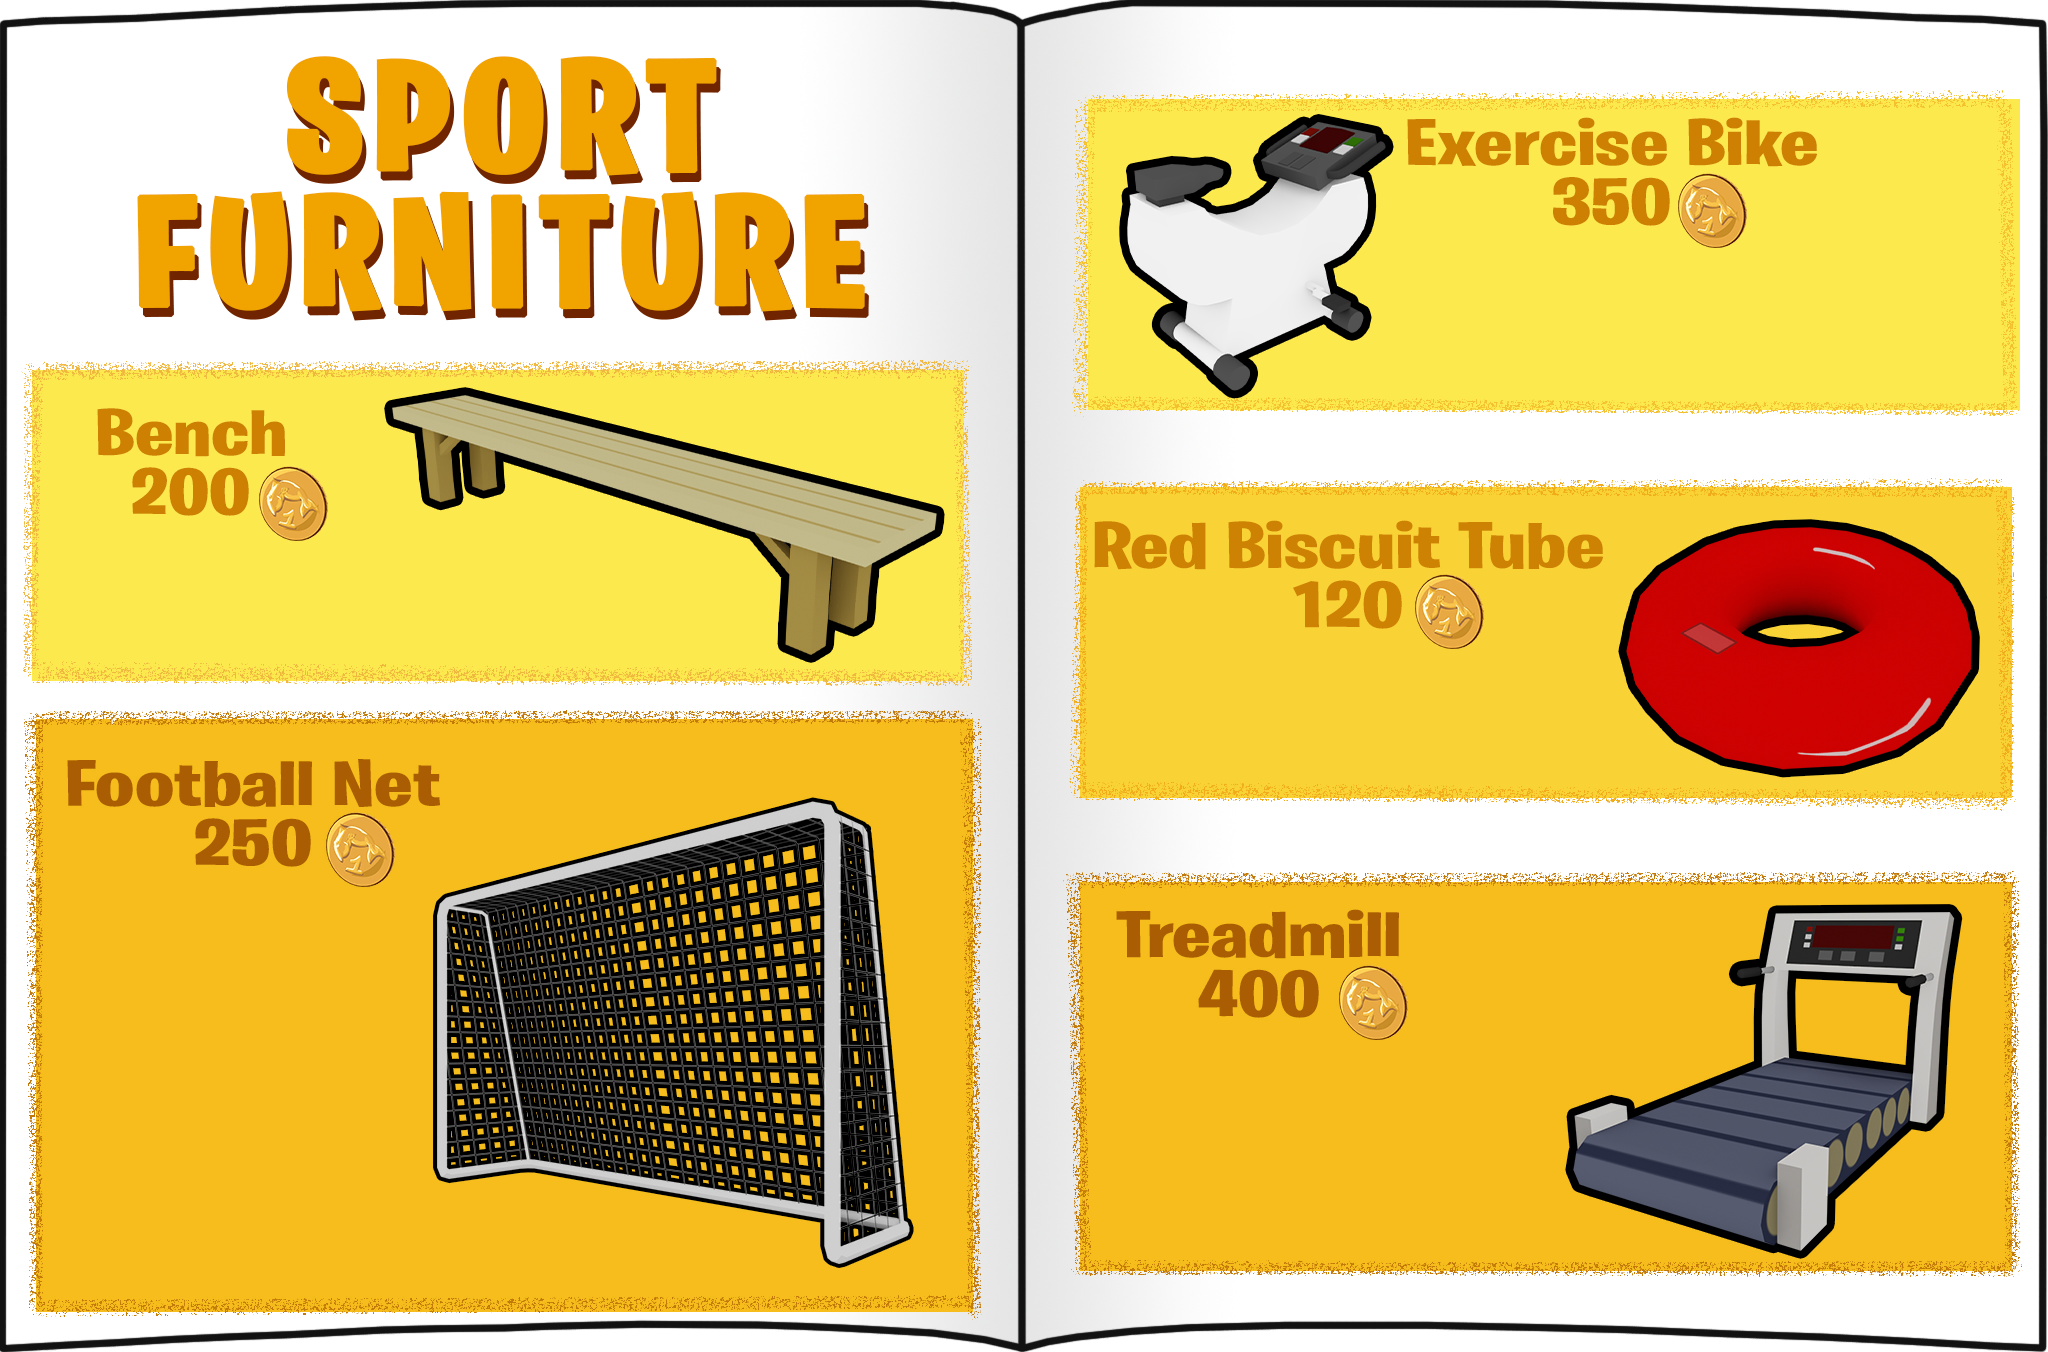 SPORT
FURNITURE
Bench
200
Football Net
250
Exercise Bike
350
Red Biscuit Tube
120
Treadmill
400